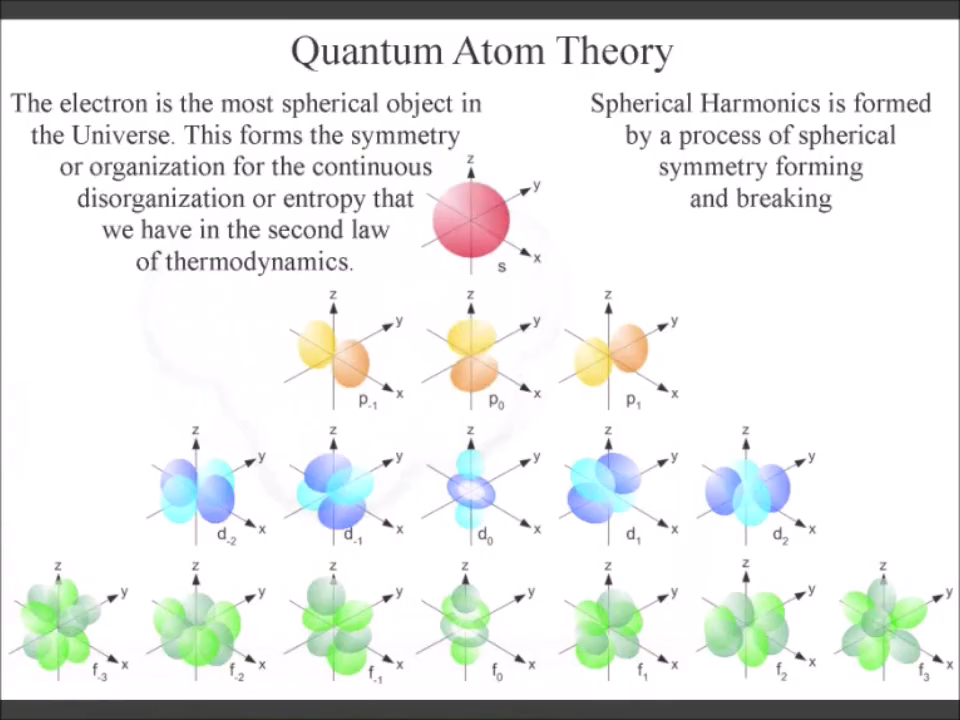 Quantum Atom Theory
The electron is the most spherical object in
the Universe. This forms the symmetry
or organization for the continuous
disorganization or entropy that
we have in the second law
of thermodynamics.
Spherical Harmonics is formed
by a process of spherical
symmetry forming
and breaking
z
y
x
s
z
y
x
p-1
z
y
x
p0
z
y
x
p1
z
y
x
d-2
z
y
x
d-1
z
y
x
d0
z
y
x
d1
z
y
x
d2
z
y
x
f-3
z
y
x
f-2
z
y
x
f-1
z
y
x
f0
z
y
x
f1
z
y
x
f2
z
y
x
f3